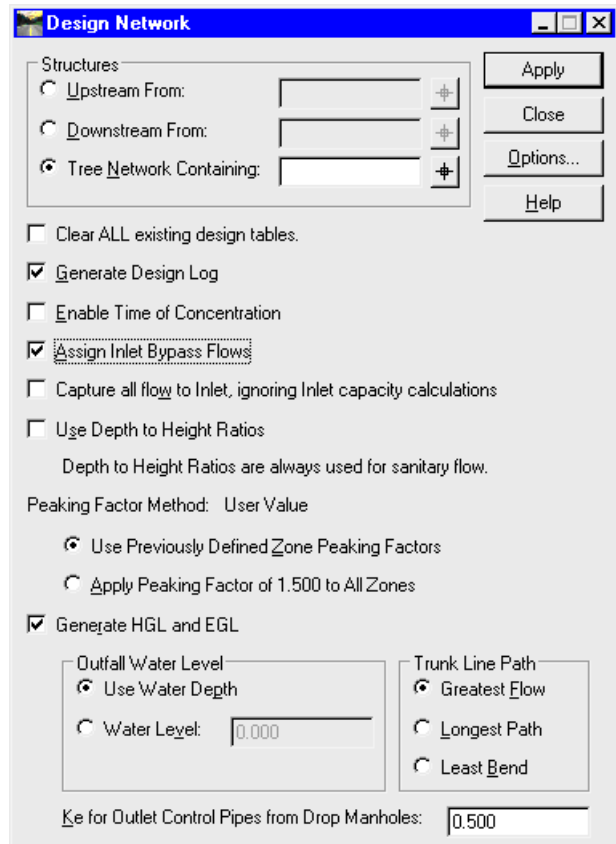 Design Network
Structures
Upstream From:
Downstream From:
Tree Network Containing:
Apply
Close
Options...
Help
Clear ALL existing design tables.
Generate Design Log
Enable Time of Concentration
Assign Inlet Bypass Flows
Capture all flow to Inlet, ignoring Inlet capacity calculations
Use Depth to Height Ratios
Depth to Height Ratios are always used for sanitary flow.
Peaking Factor Method: User Value
Use Previously Defined Zone Peaking Factors
Apply Peaking Factor of 1.500 to All Zones
Generate HGL and EGL
Outfall Water Level
Use Water Depth
Water Level: 0.000
Trunk Line Path
Greatest Flow
Longest Path
Least Bend
Ke for Outlet Control Pipes from Drop Manholes: 0.500